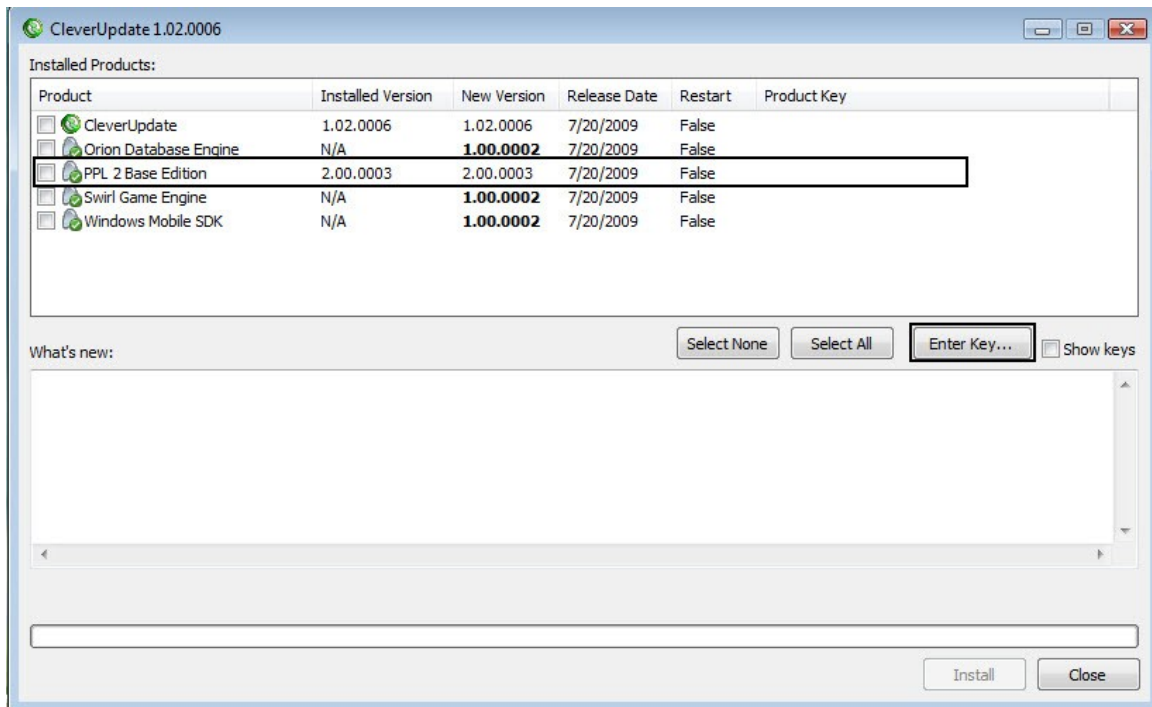 CleverUpdate 1.02.0006
Installed Products:
Product Installed Version New Version Release Date Restart Product Key
CleverUpdate 1.02.0006 1.02.0006 7/20/2009 False
Orion Database Engine N/A 1.00.0002 7/20/2009 False
PPL 2 Base Edition 2.00.0003 2.00.0003 7/20/2009 False
Swirl Game Engine N/A 1.00.0002 7/20/2009 False
Windows Mobile SDK N/A 1.00.0002 7/20/2009 False
What's new: Select None Select All Enter Key... Show keys
Install Close